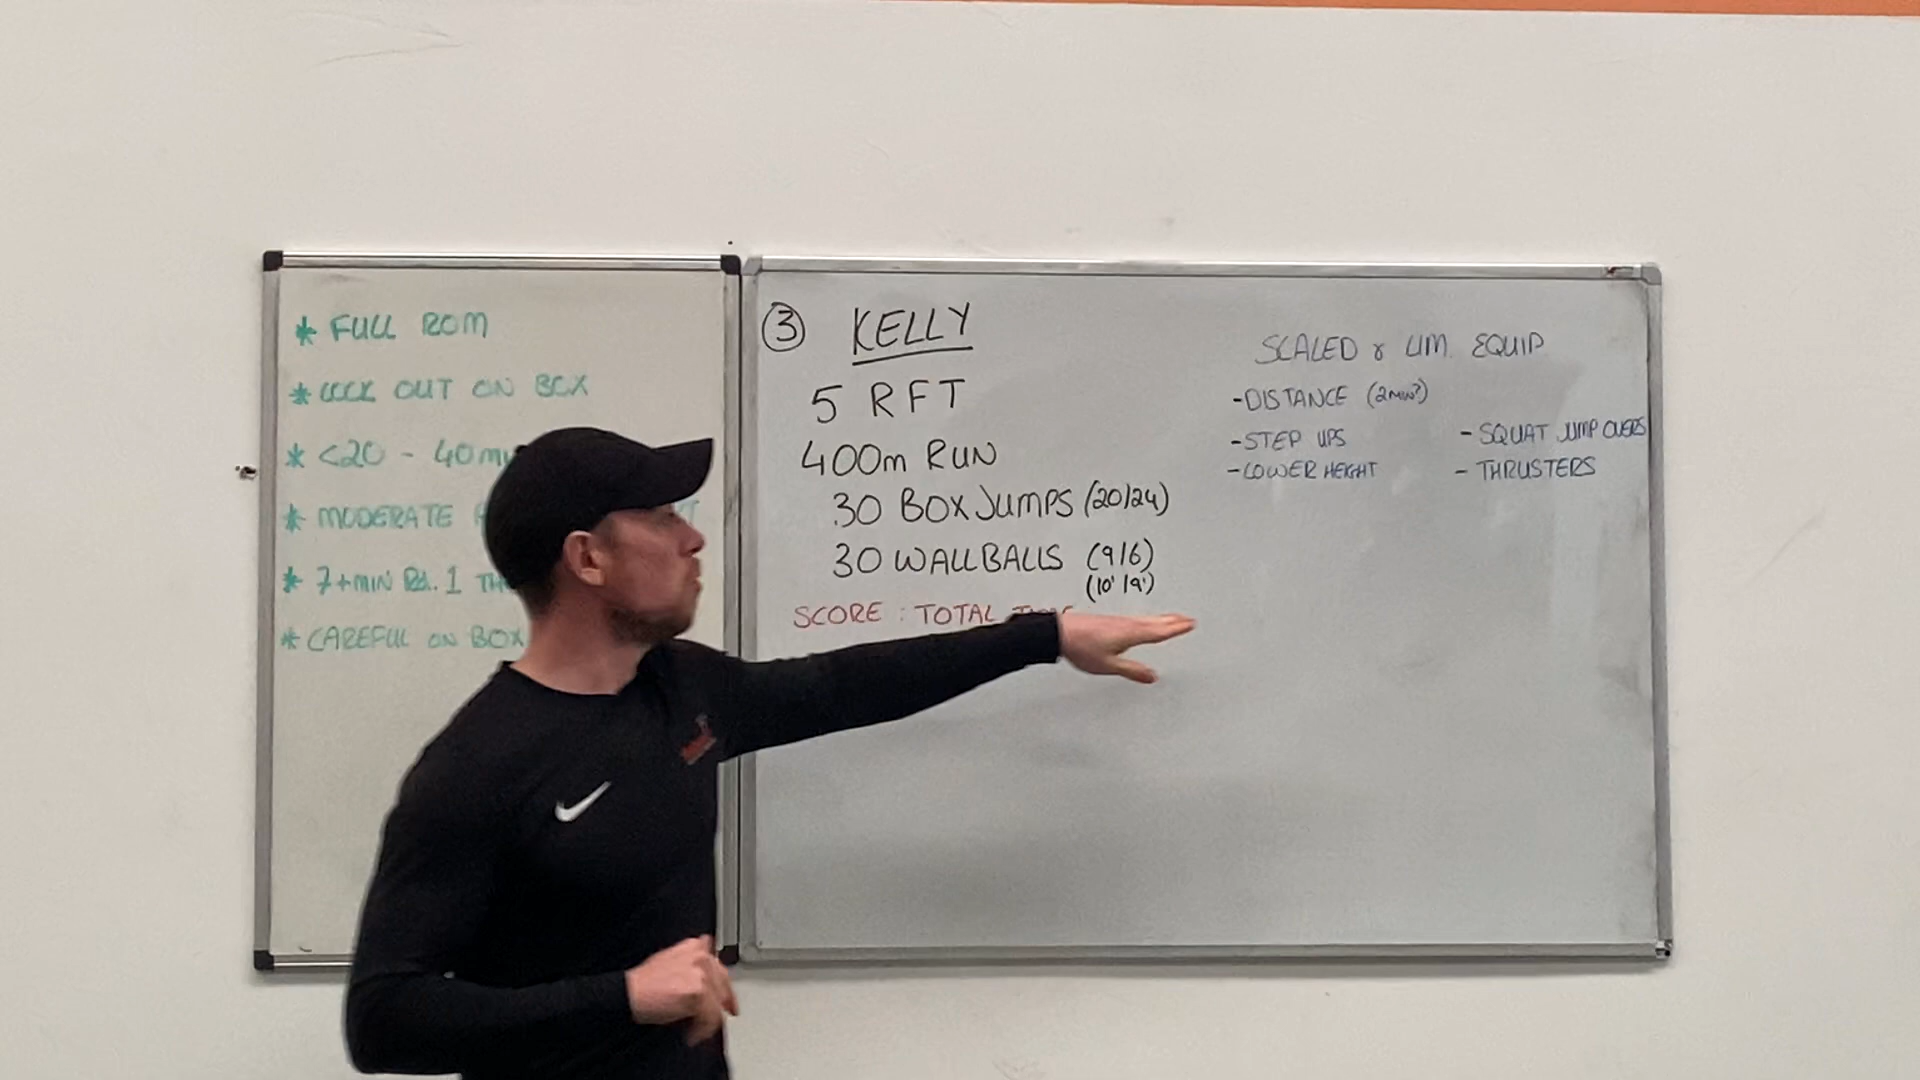 * FULL ROM
* LOCK OUT ON BOX
* <20 - 40
* MODERATE
* 7+MIN RD. 1
* CAREFUL ON BOX
③ KELLY
5 RFT
400m RUN
30 BOX JUMPS (20/24)
30 WALLBALLS (9/6)
(10' /9')
SCORE : TOTAL
SCALED & LIM. EQUIP
-DISTANCE (2MIN?)
-STEP UPS
-LOWER HEIGHT
- SQUAT JUMP OVERS
- THRUSTERS